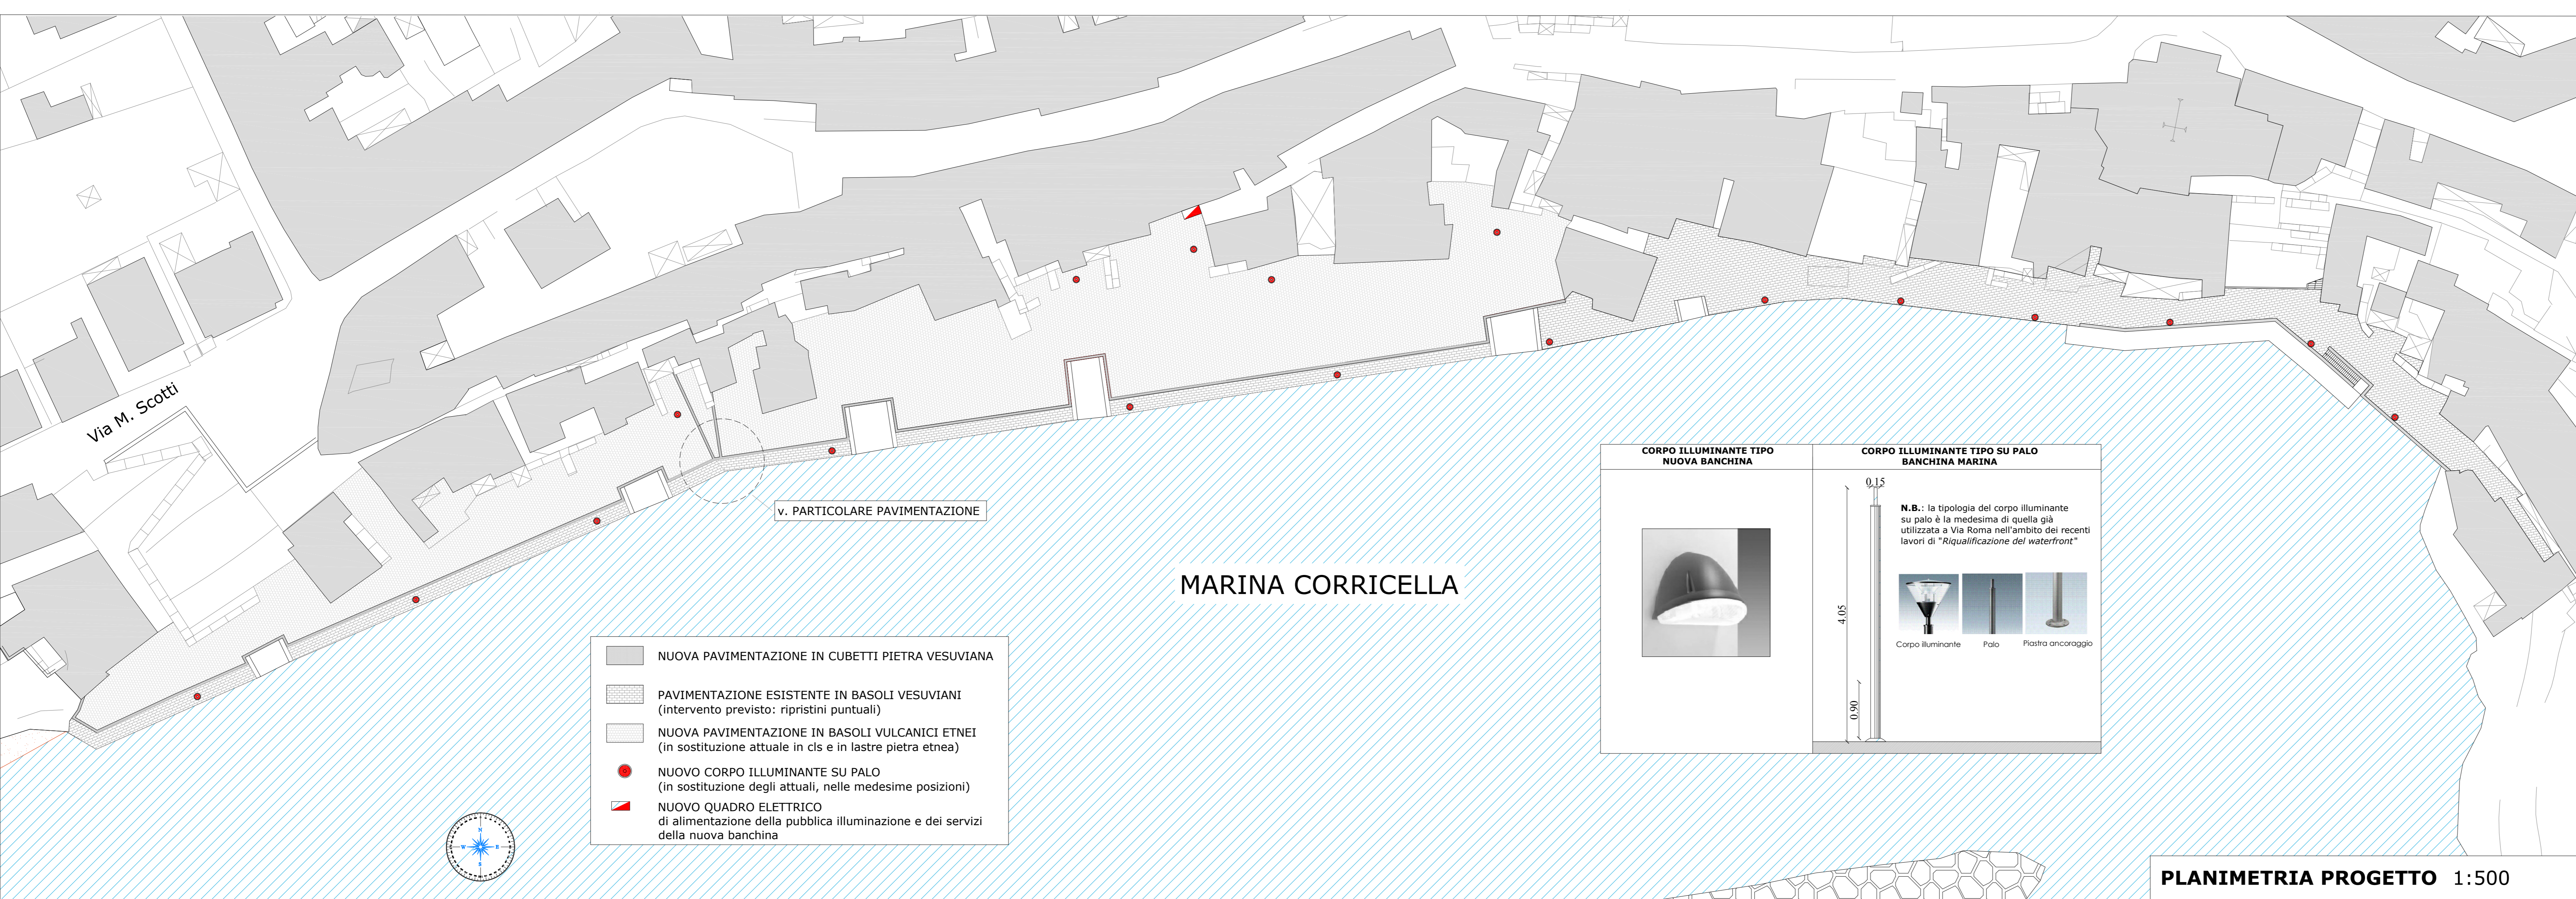 Via M. Scotti
v. PARTICOLARE PAVIMENTAZIONE
MARINA CORRICELLA
CORPO ILLUMINANTE TIPO
NUOVA BANCHINA
CORPO ILLUMINANTE TIPO SU PALO
BANCHINA MARINA
0.15
4.05
0.90
N.B.: la tipologia del corpo illuminante
su palo è la medesima di quella già
utilizzata a Via Roma nell'ambito dei recenti
lavori di "Riqualificazione del waterfront"
Corpo illuminante
Palo
Piastra ancoraggio
NUOVA PAVIMENTAZIONE IN CUBETTI PIETRA VESUVIANA
PAVIMENTAZIONE ESISTENTE IN BASOLI VESUVIANI
(intervento previsto: ripristini puntuali)
NUOVA PAVIMENTAZIONE IN BASOLI VULCANICI ETNEI
(in sostituzione attuale in cls e in lastre pietra etnea)
NUOVO CORPO ILLUMINANTE SU PALO
(in sostituzione degli attuali, nelle medesime posizioni)
NUOVO QUADRO ELETTRICO
di alimentazione della pubblica illuminazione e dei servizi
della nuova banchina
N
W
E
S
PLANIMETRIA PROGETTO 1:500